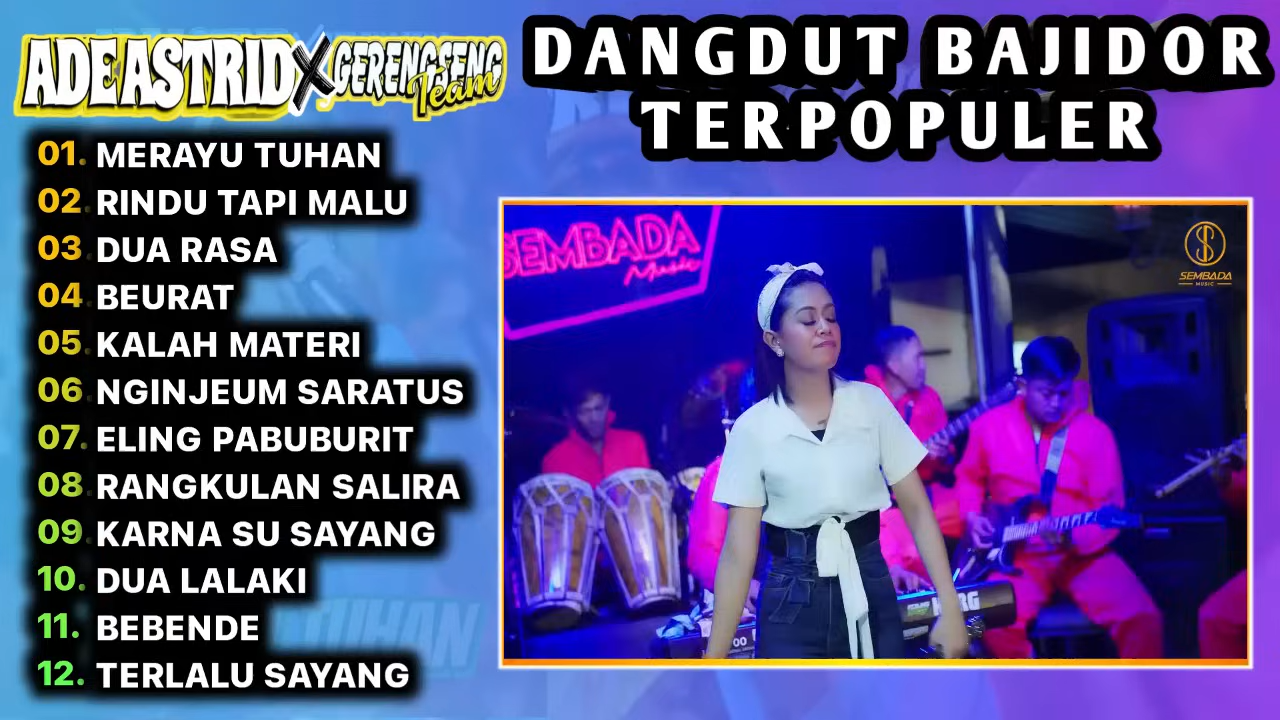 ADE ASTRID X GERENGSENG Team
DANGDUT BAJIDOR
TERPOPULER
01. MERAYU TUHAN
02. RINDU TAPI MALU
03. DUA RASA
04. BEURAT
05. KALAH MATERI
06. NGINJEUM SARATUS
07. ELING PABUBURIT
08. RANGKULAN SALIRA
09. KARNA SU SAYANG
10. DUA LALAKI
11. BEBENDE
12. TERLALU SAYANG
SEMBADA
Music
SEMBADA
MUSIC
KORG
TUHAN